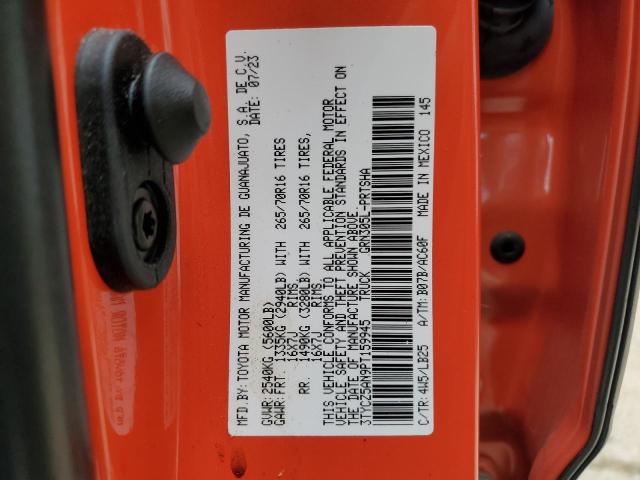 MFD.BY:TOYOTA MOTOR MANUFACTURING DE GUANAJUATO, S.A. DE C.V.
DATE: 07/23
GVWR:2540KG (5600LB)
GAWR:FRT. 1335KG (2940LB) WITH 265/70R16 TIRES
16X7J RIMS,
RR. 1490KG (3280LB) WITH 265/70R16 TIRES,
16X7J RIMS,
THIS VEHICLE CONFORMS TO ALL APPLICABLE FEDERAL MOTOR
VEHICLE SAFETY AND THEFT PREVENTION STANDARDS IN EFFECT ON
THE DATE OF MANUFACTURE SHOWN ABOVE.
3TYCZ5AN9PT159945 TRUCK GRN305L-PRTSHA
C/TR:4W5/LB25 A/TM:B07B/AC60F MADE IN MEXICO 145